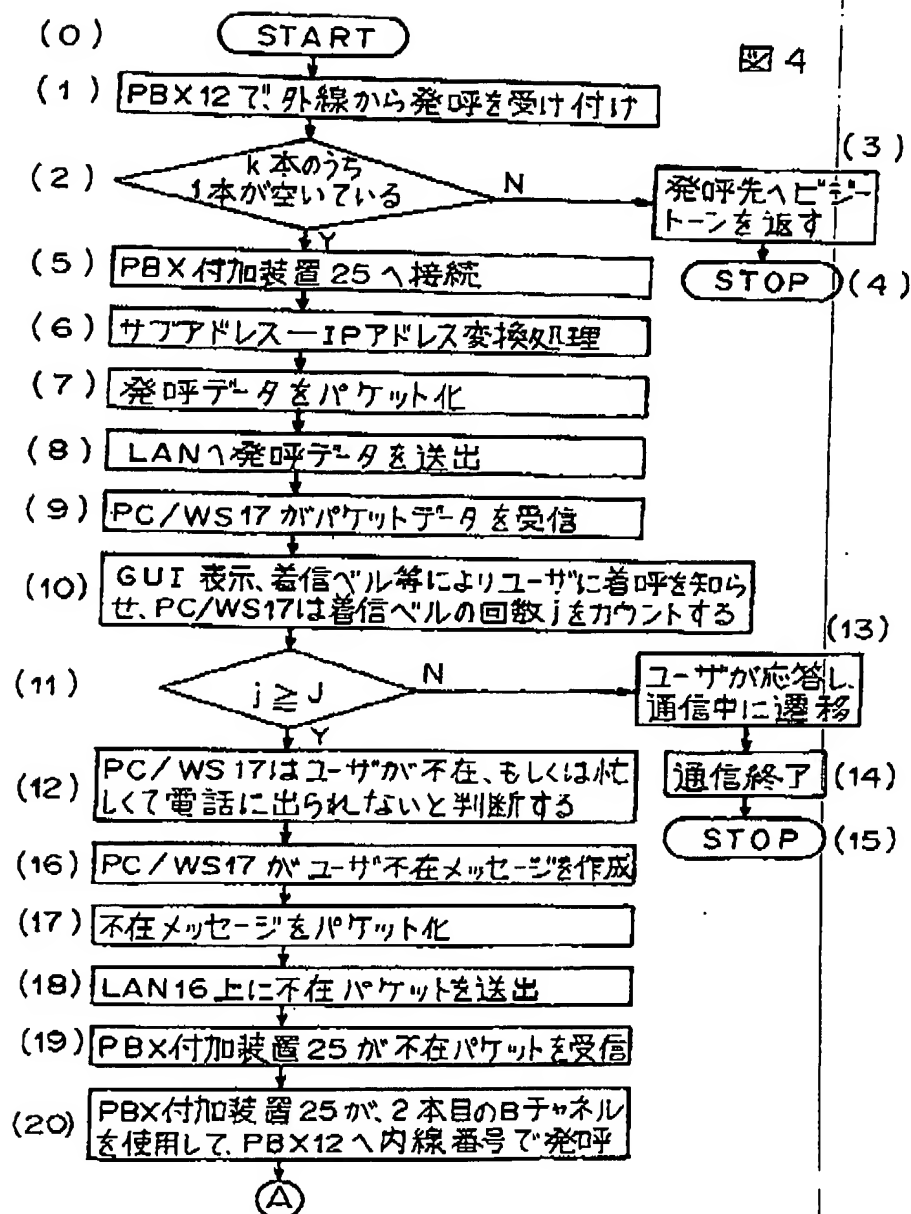 (0) START
図4
(1) PBX12で、外線から発呼を受け付け
(2) k本のうち
1本が空いている
N
Y
(3)
発呼先へビジー
トーンを返す
STOP (4)
(5) PBX付加装置25へ接続
(6) サブアドレス―IPアドレス変換処理
(7) 発呼データをパケット化
(8) LANへ発呼データを送出
(9) PC/WS17がパケットデータを受信
(10) GUI表示、着信ベル等によりユーザに着呼を知ら
せ、PC/WS17は着信ベルの回数jをカウントする
(11) j≧J
N
Y
(13)
ユーザが応答し、
通信中に遷移
通信終了 (14)
STOP (15)
(12) PC/WS17はユーザが不在、もしくは忙
しくて電話に出られないと判断する
(16) PC/WS17がユーザ不在メッセージを作成
(17) 不在メッセージをパケット化
(18) LAN16上に不在パケットを送出
(19) PBX付加装置25が不在パケットを受信
(20) PBX付加装置25が、2本目のBチャネル
を使用して、PBX12へ内線番号で発呼
A